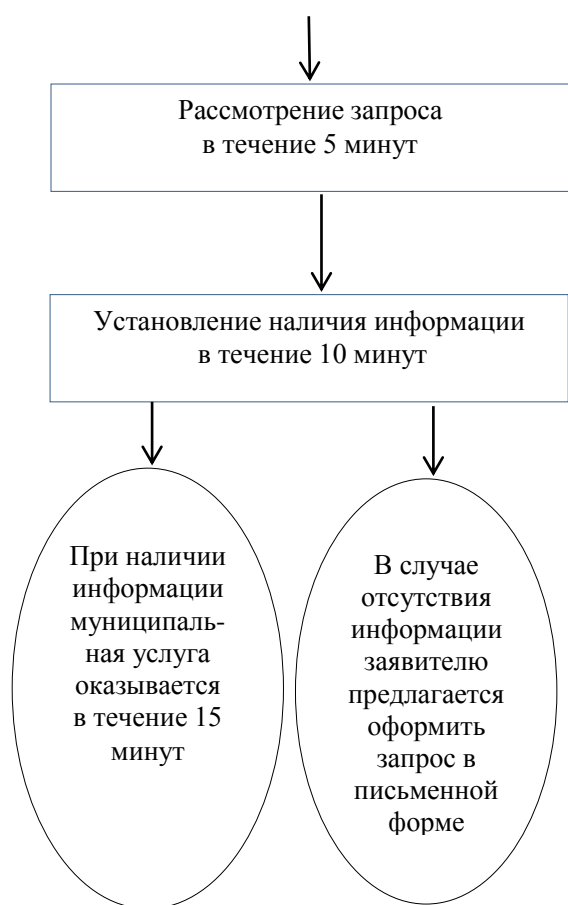 Рассмотрение запроса
в течение 5 минут
Установление наличия информации
в течение 10 минут
При наличии
информации
муниципаль-
ная услуга
оказывается
в течение 15
минут
В случае
отсутствия
информации
заявителю
предлагается
оформить
запрос в
письменной
форме